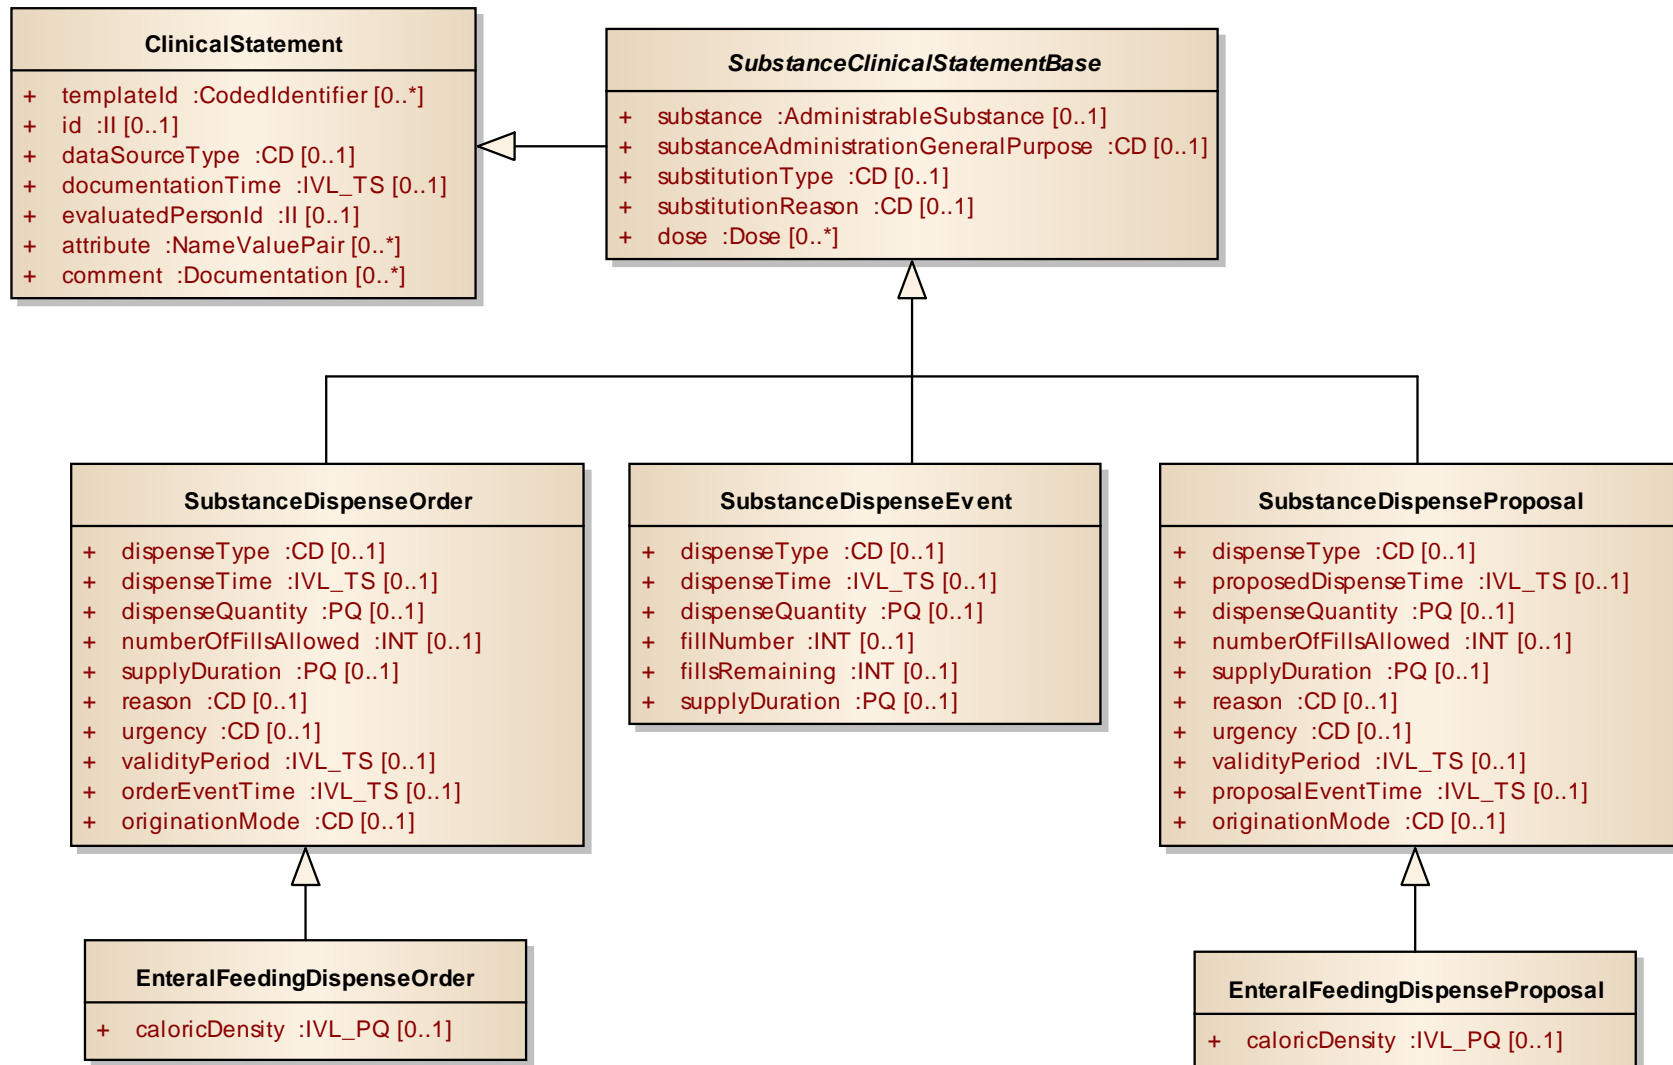 ClinicalStatement
+ templateId :CodedIdentifier [0..*]
+ id :II [0..1]
+ dataSourceType :CD [0..1]
+ documentationTime :IVL_TS [0..1]
+ evaluatedPersonId :II [0..1]
+ attribute :NameValuePair [0..*]
+ comment :Documentation [0..*]
SubstanceClinicalStatementBase
+ substance :AdministrableSubstance [0..1]
+ substanceAdministrationGeneralPurpose :CD [0..1]
+ substitutionType :CD [0..1]
+ substitutionReason :CD [0..1]
+ dose :Dose [0..*]
SubstanceDispenseOrder
+ dispenseType :CD [0..1]
+ dispenseTime :IVL_TS [0..1]
+ dispenseQuantity :PQ [0..1]
+ numberOfFillsAllowed :INT [0..1]
+ supplyDuration :PQ [0..1]
+ reason :CD [0..1]
+ urgency :CD [0..1]
+ validityPeriod :IVL_TS [0..1]
+ orderEventTime :IVL_TS [0..1]
+ originationMode :CD [0..1]
SubstanceDispenseEvent
+ dispenseType :CD [0..1]
+ dispenseTime :IVL_TS [0..1]
+ dispenseQuantity :PQ [0..1]
+ fillNumber :INT [0..1]
+ fillsRemaining :INT [0..1]
+ supplyDuration :PQ [0..1]
SubstanceDispenseProposal
+ dispenseType :CD [0..1]
+ proposedDispenseTime :IVL_TS [0..1]
+ dispenseQuantity :PQ [0..1]
+ numberOfFillsAllowed :INT [0..1]
+ supplyDuration :PQ [0..1]
+ reason :CD [0..1]
+ urgency :CD [0..1]
+ validityPeriod :IVL_TS [0..1]
+ proposalEventTime :IVL_TS [0..1]
+ originationMode :CD [0..1]
EnteralFeedingDispenseOrder
+ caloricDensity :IVL_PQ [0..1]
EnteralFeedingDispenseProposal
+ caloricDensity :IVL_PQ [0..1]